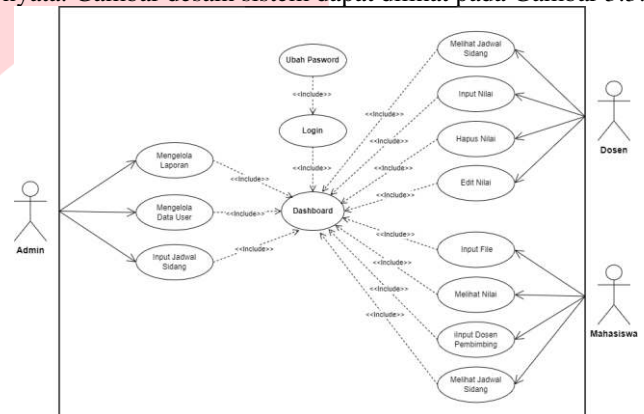 nyata. Gambar desain sistem dapat dilihat pada Gambar 3.3.
Ubah Pasword
<<Include>>
Login
<<Include>>
Dashboard
Admin
Mengelola
Laporan
<<Include>>
Mengelola
Data User
<<Include>>
Input Jadwal
Sidang
<<Include>>
Melihat Jadwal
Sidang
<<Include>>
Input Nilai
<<Include>>
Hapus Nilai
<<Include>>
Edit Nilai
<<Include>>
Dosen
Input File
<<Include>>
Melihat Nilai
<<Include>>
iInput Dosen
Pembimbing
<<Include>>
Melihat Jadwal
Sidang
<<Include>>
Mahasiswa